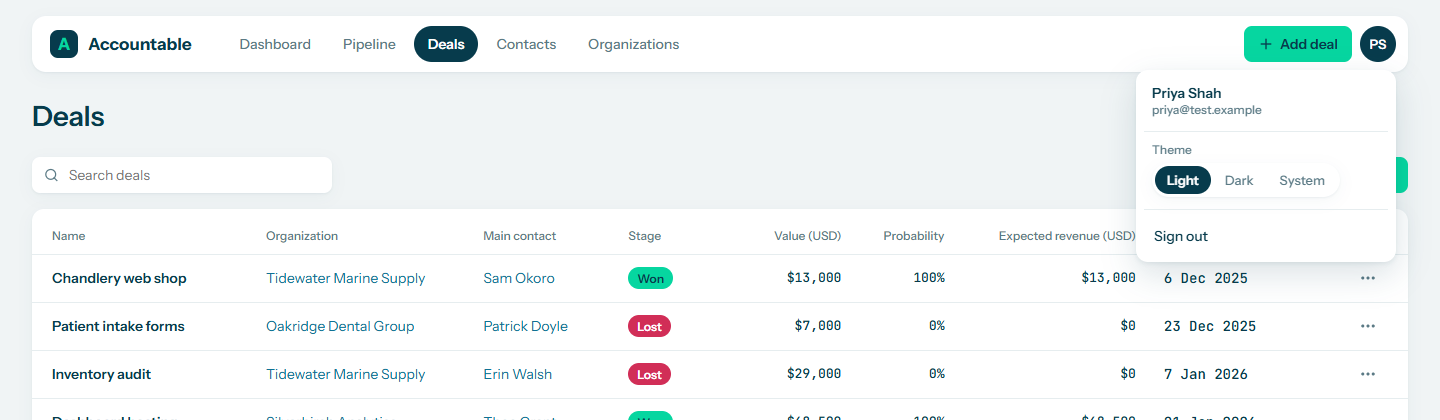 A Accountable Dashboard Pipeline Deals Contacts Organizations + Add deal PS
Priya Shah
priya@test.example
Deals
Theme
Search deals
Light Dark System
Name Organization Main contact Stage Value (USD) Probability Expected revenue (USD)
Sign out
Chandlery web shop Tidewater Marine Supply Sam Okoro Won $13,000 100% $13,000 6 Dec 2025
Patient intake forms Oakridge Dental Group Patrick Doyle Lost $7,000 0% $0 23 Dec 2025
Inventory audit Tidewater Marine Supply Erin Walsh Lost $29,000 0% $0 7 Jan 2026